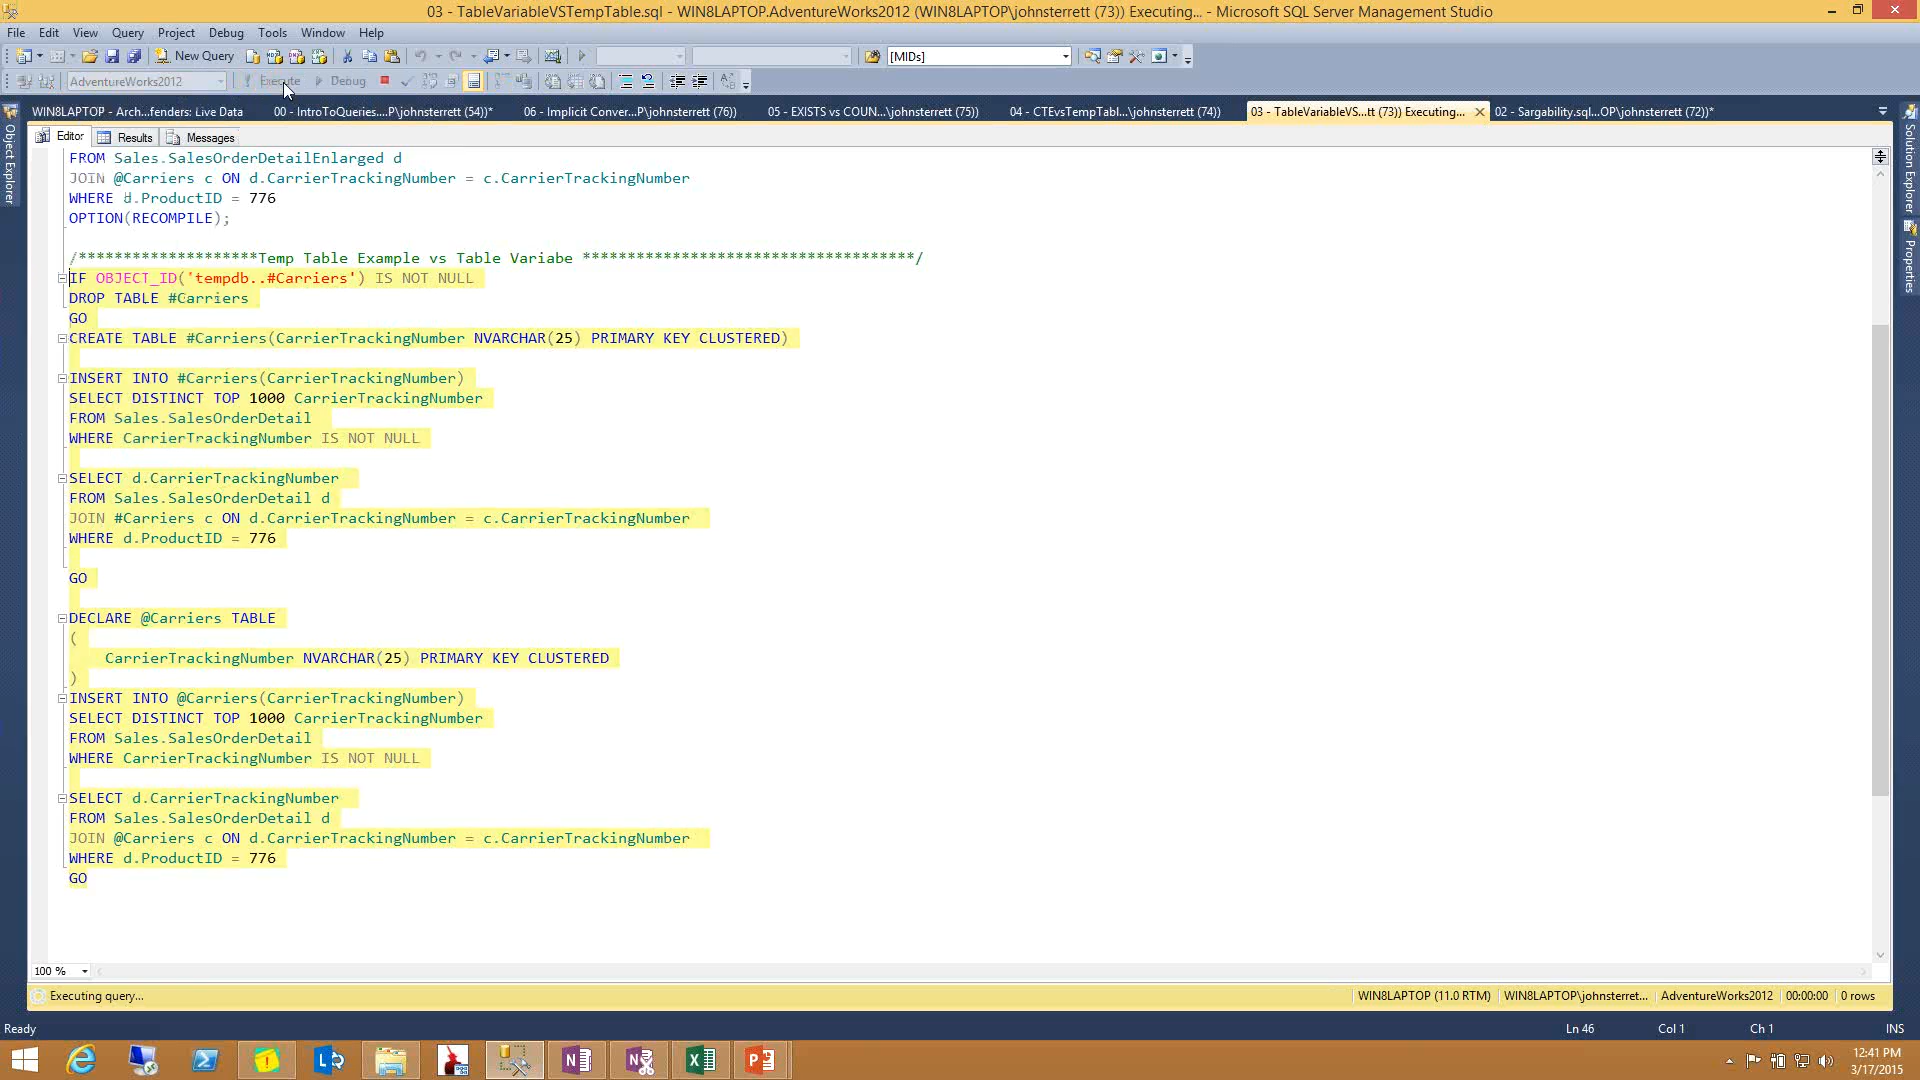 03 - TableVariableVSTempTable.sql - WIN8LAPTOP.AdventureWorks2012 (WIN8LAPTOP\johnsterrett (73)) Executing... - Microsoft SQL Server Management Studio
File Edit View Query Project Debug Tools Window Help
New Query [MIDs]
AdventureWorks2012 Execute Debug
WIN8LAPTOP - Arch...fenders: Live Data 00 - IntroToQueries....P\johnsterrett (54))* 06 - Implicit Conver...P\johnsterrett (76)) 05 - EXISTS vs COUN...\johnsterrett (75)) 04 - CTEvsTempTabl...\johnsterrett (74)) 03 - TableVariableVS...tt (73)) Executing... 02 - Sargability.sql...OP\johnsterrett (72))*
Editor Results Messages
Object Explorer
Solution Explorer
Properties
FROM Sales.SalesOrderDetailEnlarged d
JOIN @Carriers c ON d.CarrierTrackingNumber = c.CarrierTrackingNumber
WHERE d.ProductID = 776
OPTION(RECOMPILE);
/********************Temp Table Example vs Table Variabe *************************************/
IF OBJECT_ID('tempdb..#Carriers') IS NOT NULL
DROP TABLE #Carriers
GO
CREATE TABLE #Carriers(CarrierTrackingNumber NVARCHAR(25) PRIMARY KEY CLUSTERED)
INSERT INTO #Carriers(CarrierTrackingNumber)
SELECT DISTINCT TOP 1000 CarrierTrackingNumber
FROM Sales.SalesOrderDetail
WHERE CarrierTrackingNumber IS NOT NULL
SELECT d.CarrierTrackingNumber
FROM Sales.SalesOrderDetail d
JOIN #Carriers c ON d.CarrierTrackingNumber = c.CarrierTrackingNumber
WHERE d.ProductID = 776
GO
DECLARE @Carriers TABLE
(
CarrierTrackingNumber NVARCHAR(25) PRIMARY KEY CLUSTERED
)
INSERT INTO @Carriers(CarrierTrackingNumber)
SELECT DISTINCT TOP 1000 CarrierTrackingNumber
FROM Sales.SalesOrderDetail
WHERE CarrierTrackingNumber IS NOT NULL
SELECT d.CarrierTrackingNumber
FROM Sales.SalesOrderDetail d
JOIN @Carriers c ON d.CarrierTrackingNumber = c.CarrierTrackingNumber
WHERE d.ProductID = 776
GO
100 %
Executing query... WIN8LAPTOP (11.0 RTM) WIN8LAPTOP\johnsterret... AdventureWorks2012 00:00:00 0 rows
Ready Ln 46 Col 1 Ch 1 INS
12:41 PM
3/17/2015